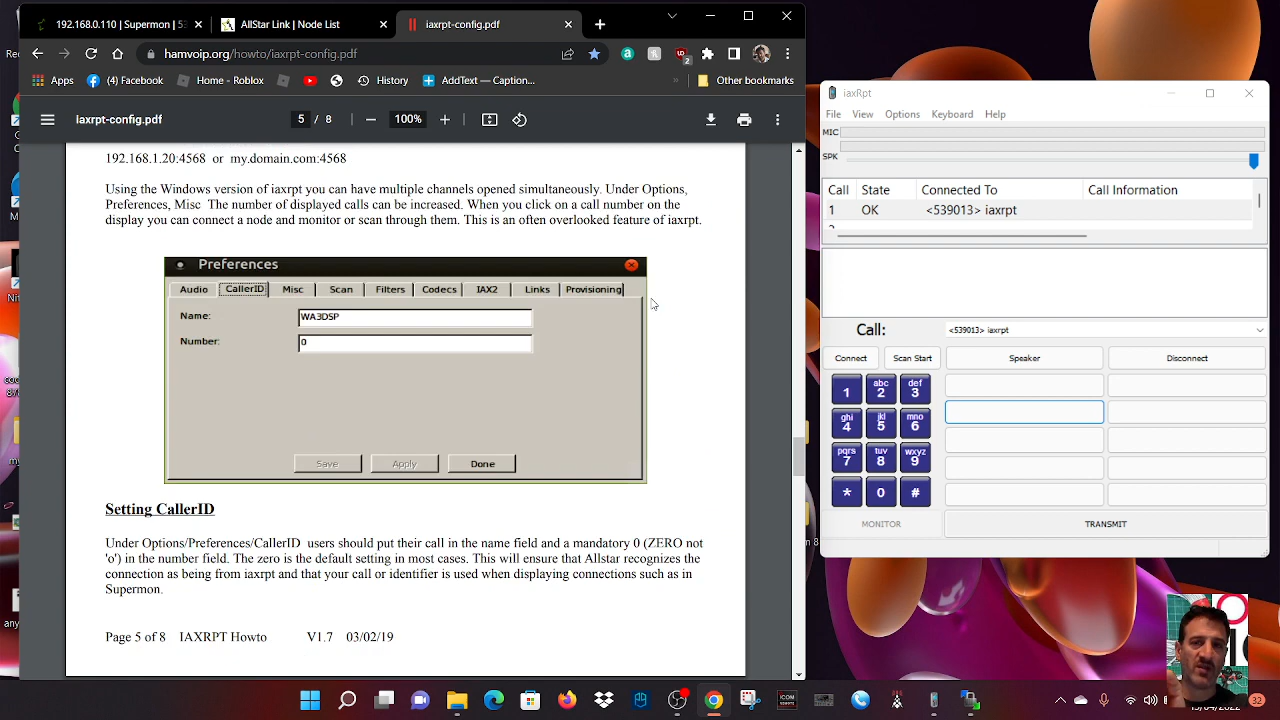 192.168.0.110 | Supermon | 53
AllStar Link | Node List
iaxrpt-config.pdf
hamvoip.org/howto/iaxrpt-config.pdf
2
Apps
(4) Facebook
Home - Roblox
History
AddText — Caption...
»
Other bookmarks
iaxrpt-config.pdf
5 / 8
100%
192.168.1.20:4568 or my.domain.com:4568
Using the Windows version of iaxrpt you can have multiple channels opened simultaneously. Under Options,
Preferences, Misc The number of displayed calls can be increased. When you click on a call number on the
display you can connect a node and monitor or scan through them. This is an often overlooked feature of iaxrpt.
Preferences
Audio CallerID Misc Scan Filters Codecs IAX2 Links Provisioning
Name: WA3DSP
Number: 0
Save Apply Done
Setting CallerID
Under Options/Preferences/CallerID users should put their call in the name field and a mandatory 0 (ZERO not
'o') in the number field. The zero is the default setting in most cases. This will ensure that Allstar recognizes the
connection as being from iaxrpt and that your call or identifier is used when displaying connections such as in
Supermon.
Page 5 of 8 IAXRPT Howto V1.7 03/02/19
iaxRpt
File View Options Keyboard Help
MIC
SPK
Call State Connected To Call Information
1 OK <539013> iaxrpt
Call: <539013> iaxrpt
Connect Scan Start Speaker Disconnect
1 abc 2 def 3
ghi 4 jkl 5 mno 6
pqrs 7 tuv 8 wxyz 9
* 0 #
MONITOR TRANSMIT
ICOM
32